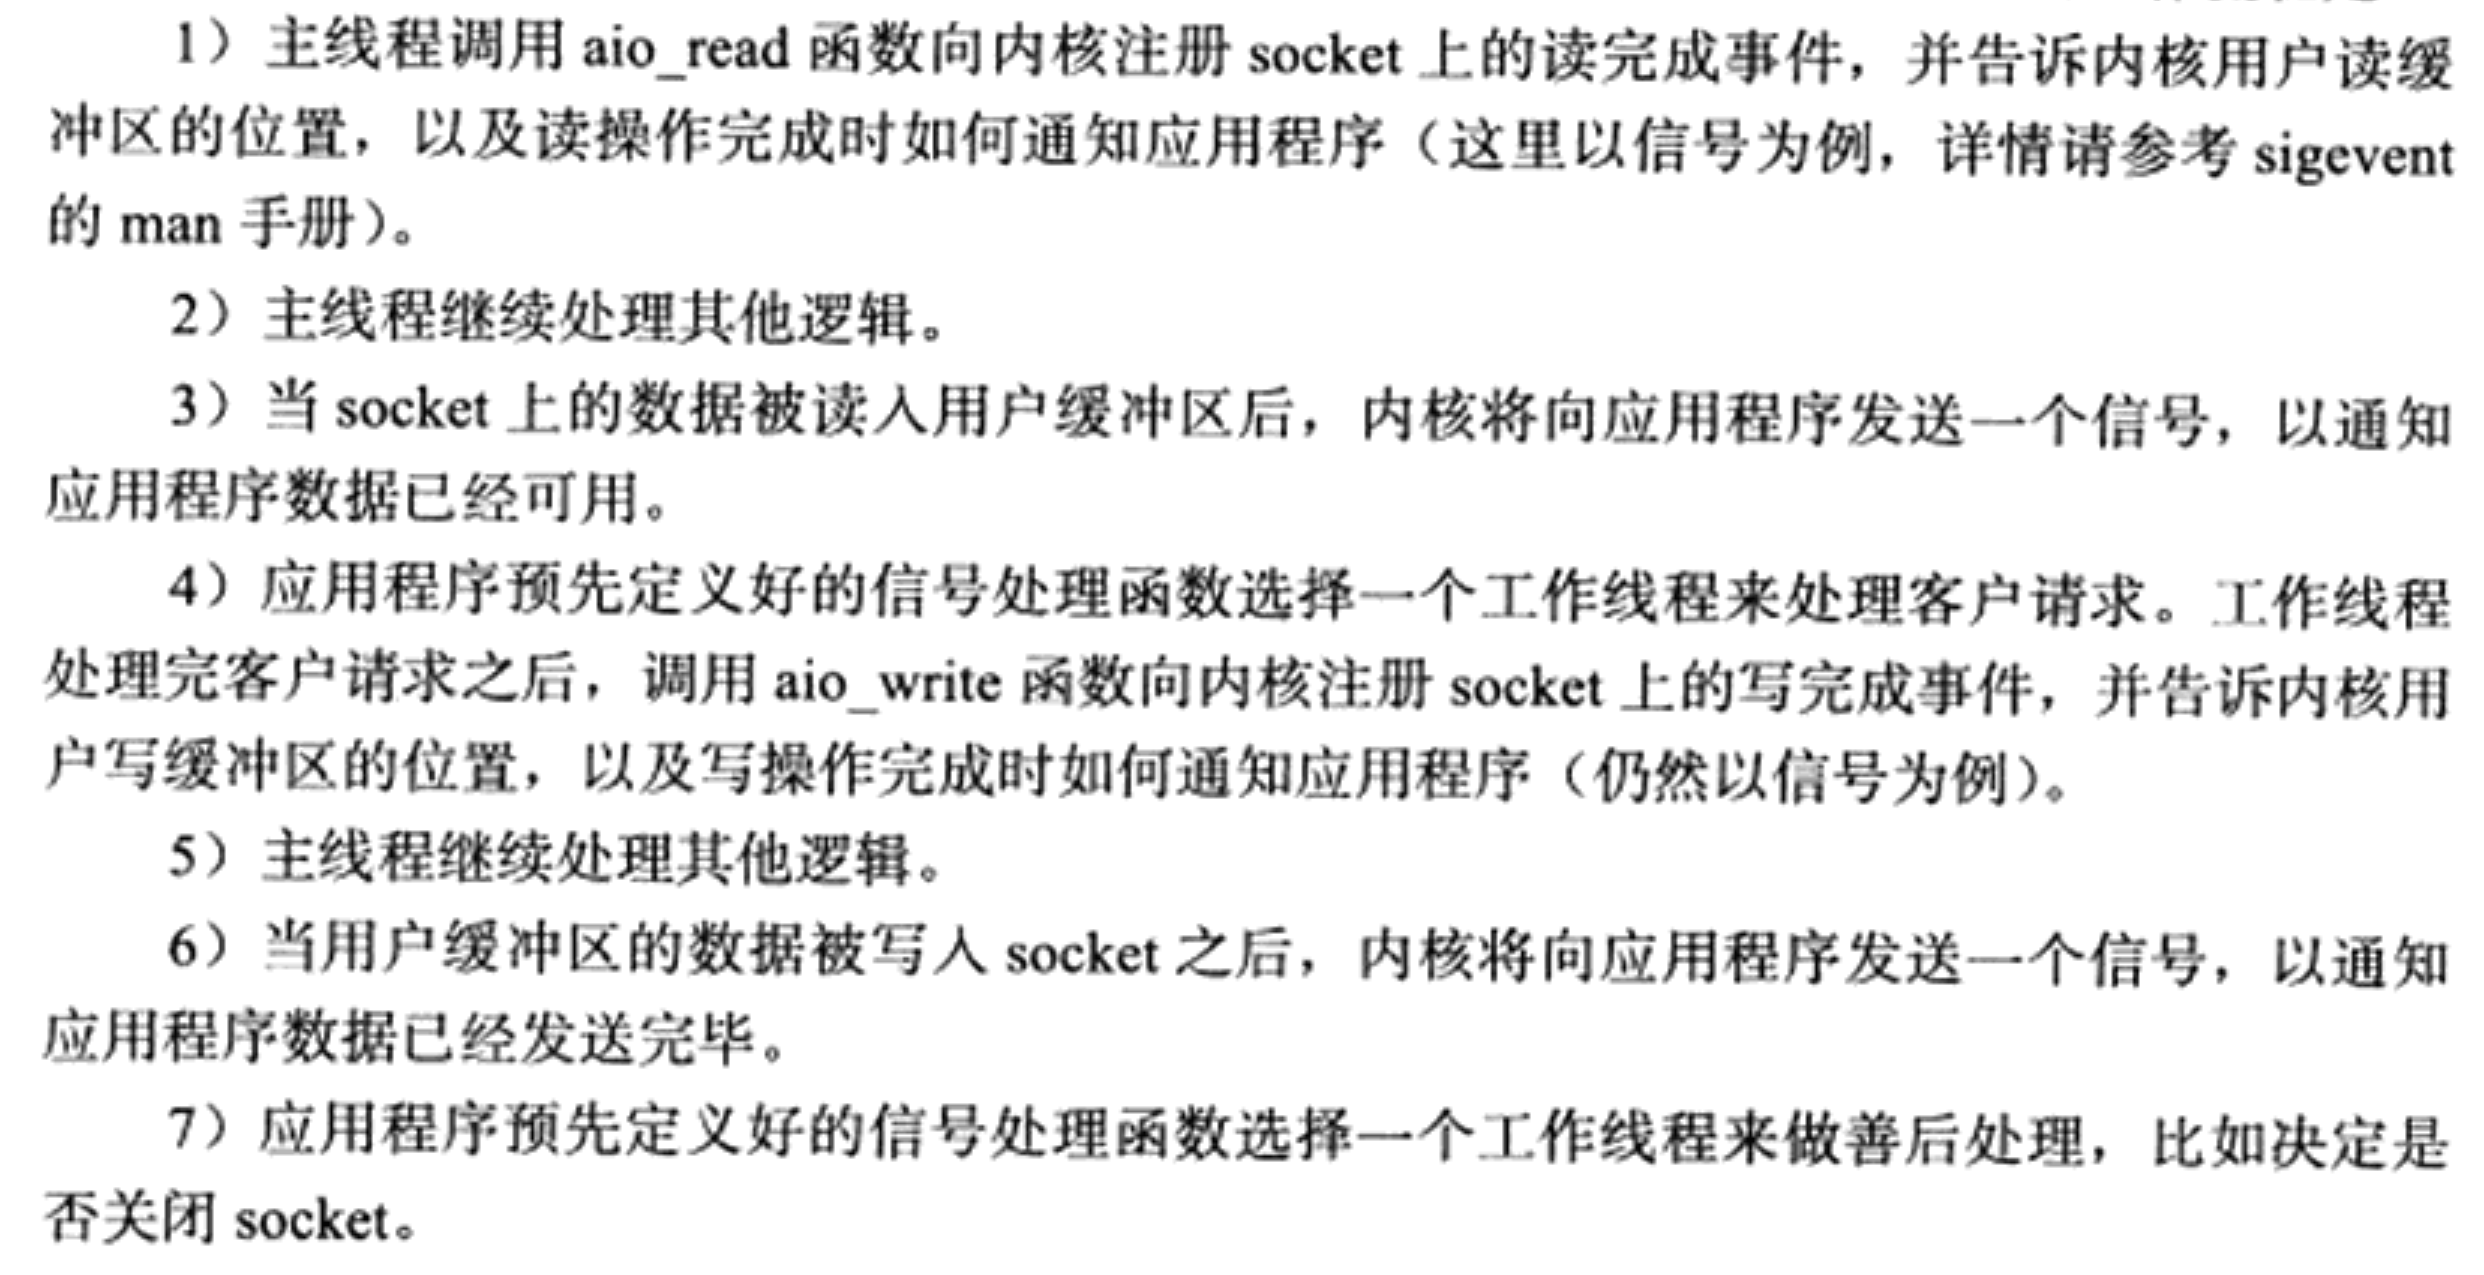 1）主线程调用 aio_read 函数向内核注册 socket 上的读完成事件，并告诉内核用户读缓
冲区的位置，以及读操作完成时如何通知应用程序（这里以信号为例，详情请参考 sigevent
的 man 手册）。
2）主线程继续处理其他逻辑。
3）当 socket 上的数据被读入用户缓冲区后，内核将向应用程序发送一个信号，以通知
应用程序数据已经可用。
4）应用程序预先定义好的信号处理函数选择一个工作线程来处理客户请求。工作线程
处理完客户请求之后，调用 aio_write 函数向内核注册 socket 上的写完成事件，并告诉内核用
户写缓冲区的位置，以及写操作完成时如何通知应用程序（仍然以信号为例）。
5）主线程继续处理其他逻辑。
6）当用户缓冲区的数据被写入 socket 之后，内核将向应用程序发送一个信号，以通知
应用程序数据已经发送完毕。
7）应用程序预先定义好的信号处理函数选择一个工作线程来做善后处理，比如决定是
否关闭 socket。